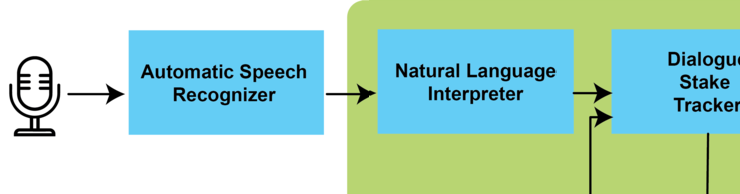 Automatic Speech
Recognizer
Natural Language
Interpreter
Dialogue
Stake
Tracker